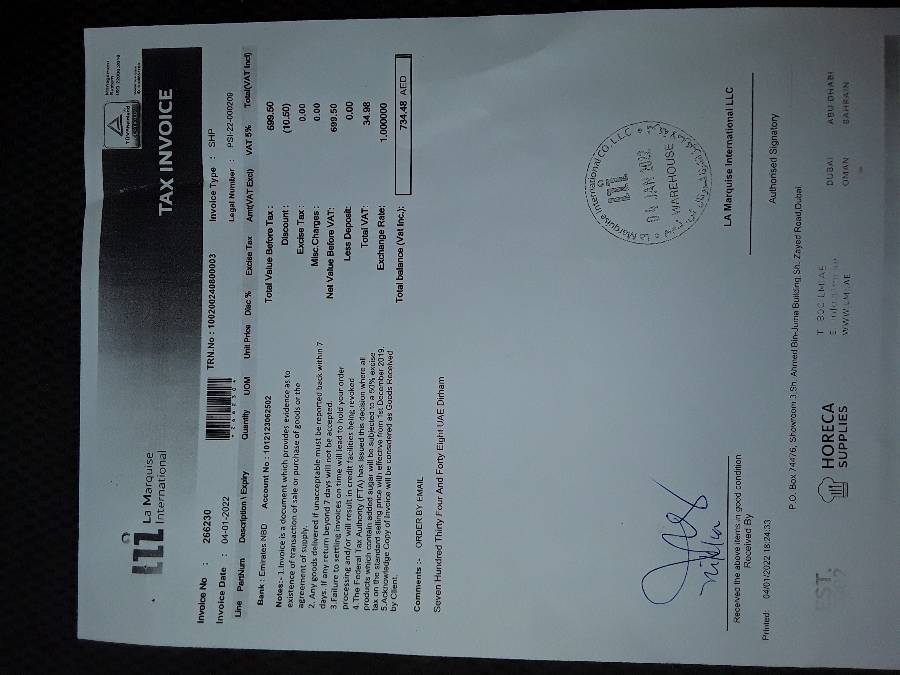 La Marquise
International
TAX INVOICE
Invoice No : 266230
TRN.No : 100200240800003
Invoice Type : SHP
Invoice Date : 04-01-2022
Legal Number : PSI-22-000209
Line PartNum Description \ Expiry Quantity UOM Unit Price Disc % Excise Tax Amt(VAT Excl) VAT 5% Total(VAT Incl)
Bank : Emirates NBD Account No : 1012123062502
Total Value Before Tax : 699.50
Discount : (10.50)
Excise Tax : 0.00
Misc.Charges : 0.00
Net Value Before VAT: 699.50
Less Deposit: 0.00
Total VAT: 34.98
Exchange Rate: 1.000000
Total balance (Vat Inc.); 734.48 AED
Notes:- 1.Invoice is a document which provides evidence as to
existence of transaction of sale or purchase of goods or the
agreement of supply.
2. Any goods delivered if unacceptable must be reported back within 7
days. If any return beyond 7 days will not be accepted.
3.Failure to settling invoices on time will lead to hold your order
processing and/or will result in credit facilities being revoked
4.The Federal Tax Authority (FTA) has issued this decision where all
products which contain added sugar will be subjected to a 50% excise
tax on the standard selling price with effective from 1st December 2019.
5.Acknowledge Copy of Invoice will be considered as Goods Received
by Client.
Comments :- ORDER BY EMAIL
Seven Hundred Thirty Four And Forty Eight UAE Dirham
La Marquise International CO. L.L.C
04 JAN 2022
WAREHOUSE
Received the above items in good condition
Received By
LA Marquise International LLC
Authorised Signatory
Printed: 04/01/2022 18:24:33
P.O. Box 74476, Showroom 3,Sh. Ahmed Bin-Juma Building,Sh. Zayed Road,Dubai
HORECA
SUPPLIES
WWW.LMI.AE
DUBAI ABU DHABI
OMAN BAHRAIN